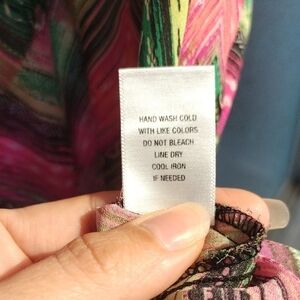 HAND WASH COLD
WITH LIKE COLORS
DO NOT BLEACH
LINE DRY
COOL IRON
IF NEEDED